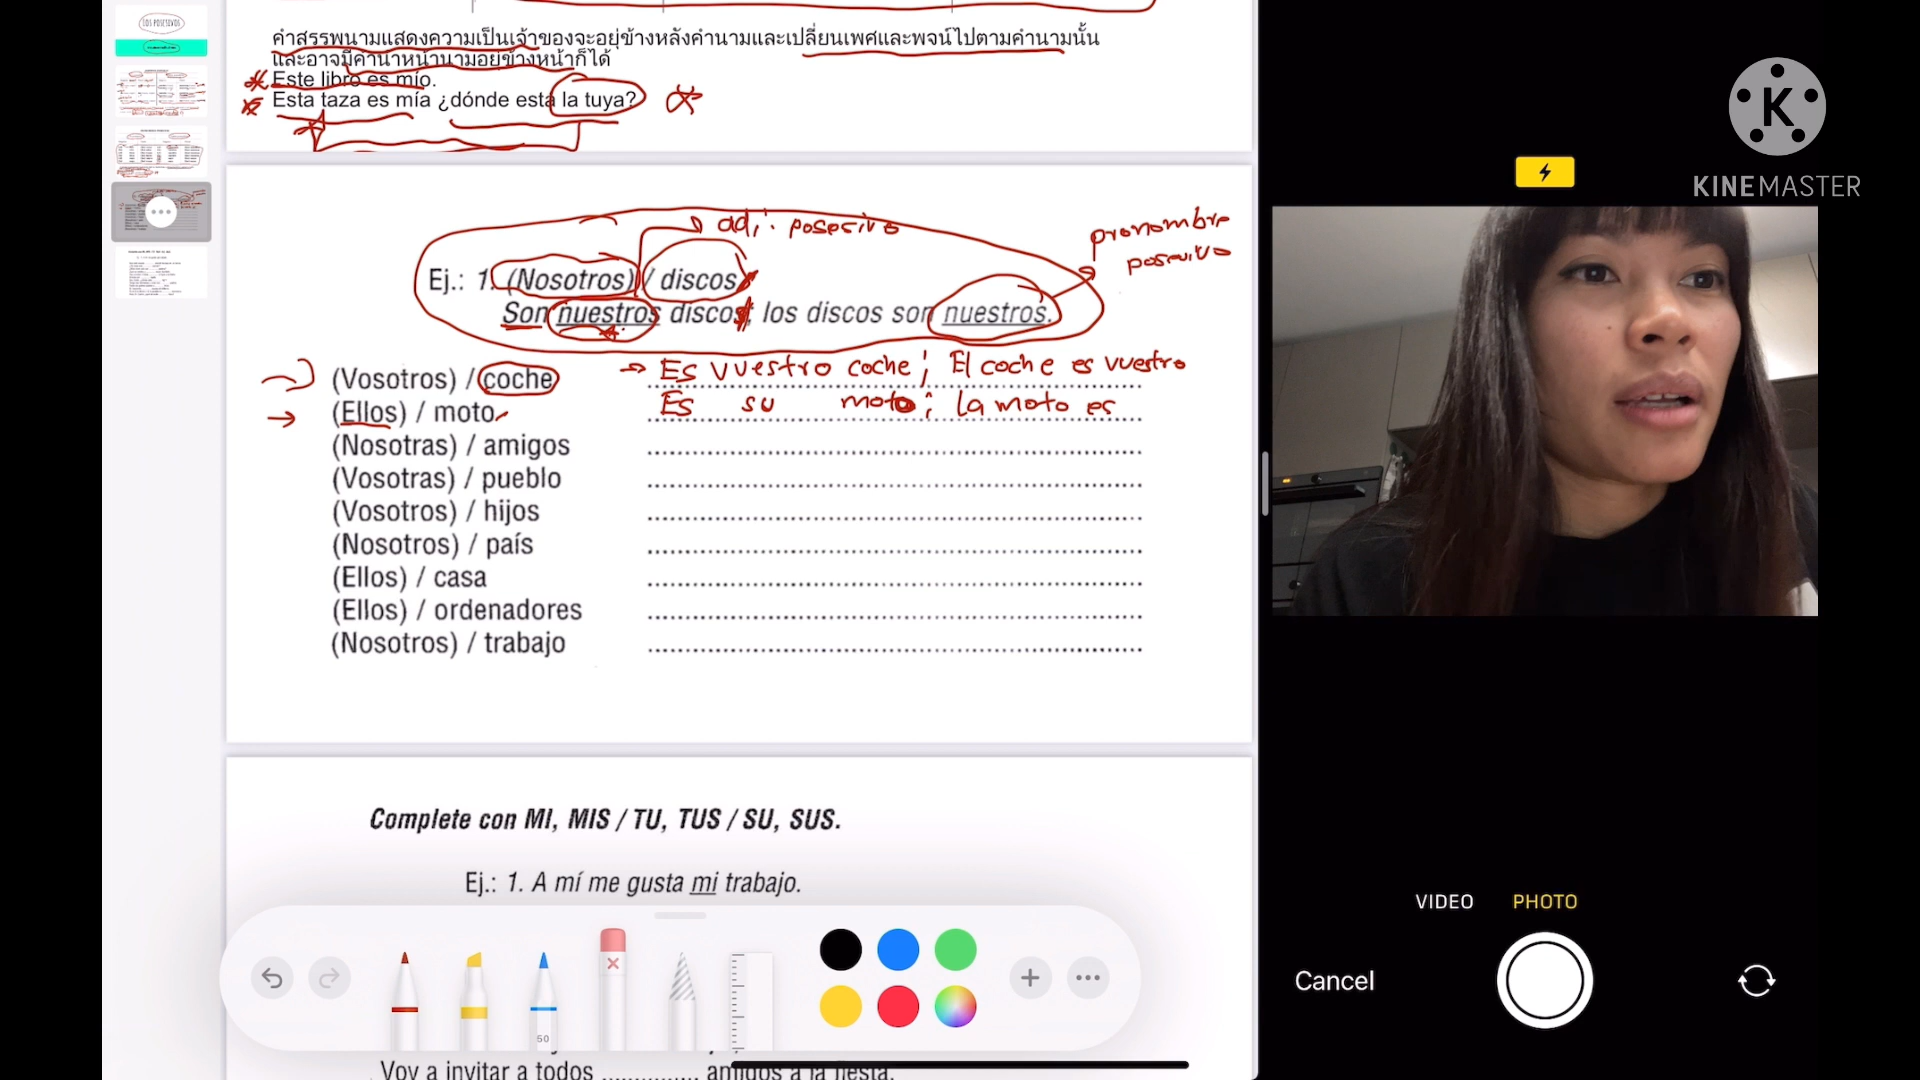 LOS POSESIVOS
คำสรรพนามแสดงความเป็นเจ้าของจะอยู่ข้างหลังคำนามและเปลี่ยนเพศและพจน์ไปตามคำนามนั้น
และอาจมีคำนำหน้านามอยู่ข้างหน้าก็ได้
Este libro es mío.
Esta taza es mía ¿dónde está la tuya?
adj. posesivo
pronombre
posesivo
Ej.: 1. (Nosotros) / discos
Son nuestros discos, los discos son nuestros.
(Vosotros) / coche
Es vuestro coche; El coche es vuestro
(Ellos) / moto
Es su moto; La moto es
(Nosotras) / amigos
(Vosotras) / pueblo
(Vosotros) / hijos
(Nosotros) / país
(Ellos) / casa
(Ellos) / ordenadores
(Nosotros) / trabajo
Complete con MI, MIS / TU, TUS / SU, SUS.
Ej.: 1. A mí me gusta mi trabajo.
50
Voy a invitar a todos .............. amigos a la fiesta.
K
KINEMASTER
VIDEO PHOTO
Cancel